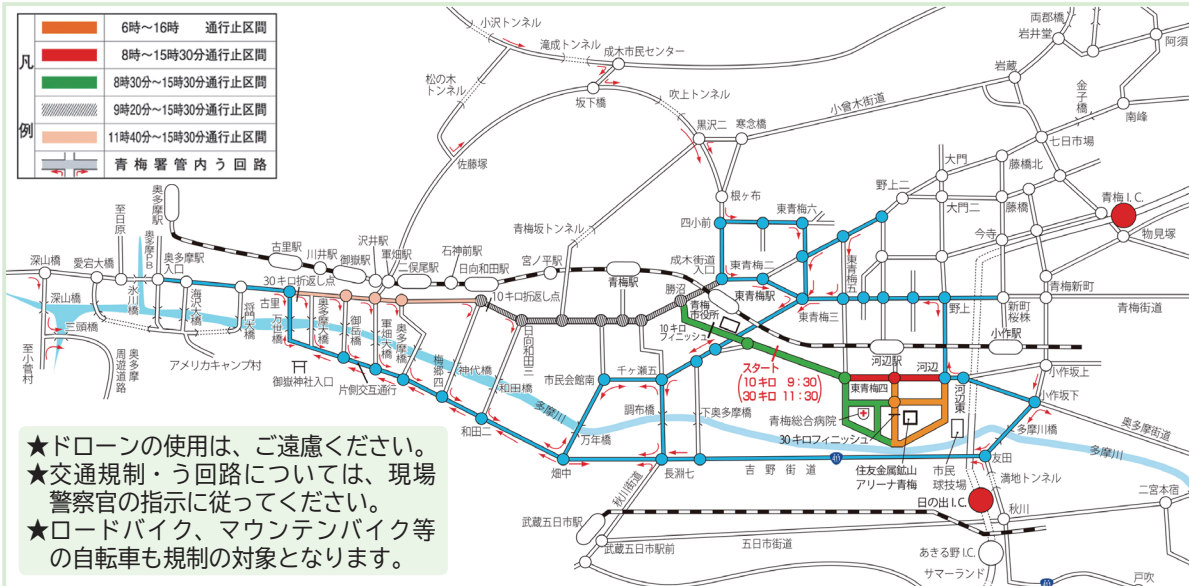 凡例
6時～16時 通行止区間
8時～15時30分通行止区間
8時30分～15時30分通行止区間
9時20分～15時30分通行止区間
11時40分～15時30分通行止区間
青梅署管内う回路
小沢トンネル
滝成トンネル
成木市民センター
松の木
トンネル
坂下橋
吹上トンネル
佐藤塚
黒沢二
寒念橋
小曾木街道
両郡橋
岩井堂
阿須
岩蔵
金子橋
南峰
七日市場
根ヶ布
大門
藤橋北
野上二
大門二
藤橋
青梅I.C.
物見塚
今寺
四小前
東青梅六
青梅坂トンネル
成木街道
入口
東青梅二
東青梅五
至日原
奥多摩PB
奥多摩駅
奥多摩駅
入口
深山橋
愛宕大橋
氷川橋
海沢大橋
将門大橋
古里駅
川井駅
御嶽駅
沢井駅
軍畑駅
二俣尾駅
石神前駅
日向和田駅
宮ノ平駅
青梅駅
勝沼
東青梅駅
青梅
市役所
東青梅三
野上
新町
桜株
青梅新町
青梅街道
30キロ折返し点
10キロ折返し点
10キロ
フィニッシュ
小作駅
深山橋
三頭橋
至小菅村
奥多摩
周遊道路
アメリカキャンプ村
古里
万世橋
奥多摩大橋
御岳橋
軍畑大橋
奥多摩橋
梅郷四
神代橋
和田橋
日向和田三
御嶽神社入口
片側交互通行
和田二
多摩川
市民会館南
千ヶ瀬五
調布橋
下奥多摩橋
万年橋
畑中
長淵七
吉野街道
秋川街道
スタート
(10キロ 9:30)
(30キロ 11:30)
河辺駅
東青梅四
河辺
河辺東
青梅総合病院
30キロフィニッシュ
住友金属鉱山
アリーナ青梅
市民
球技場
小作坂上
小作坂下
奥多摩街道
多摩川橋
多摩川
友田
満地トンネル
日の出I.C.
秋川
二宮本宿
武蔵五日市駅
武蔵五日市駅前
五日市街道
あきる野I.C.
サマーランド
戸吹
★ドローンの使用は、ご遠慮ください。
★交通規制・う回路については、現場
警察官の指示に従ってください。
★ロードバイク、マウンテンバイク等
の自転車も規制の対象となります。